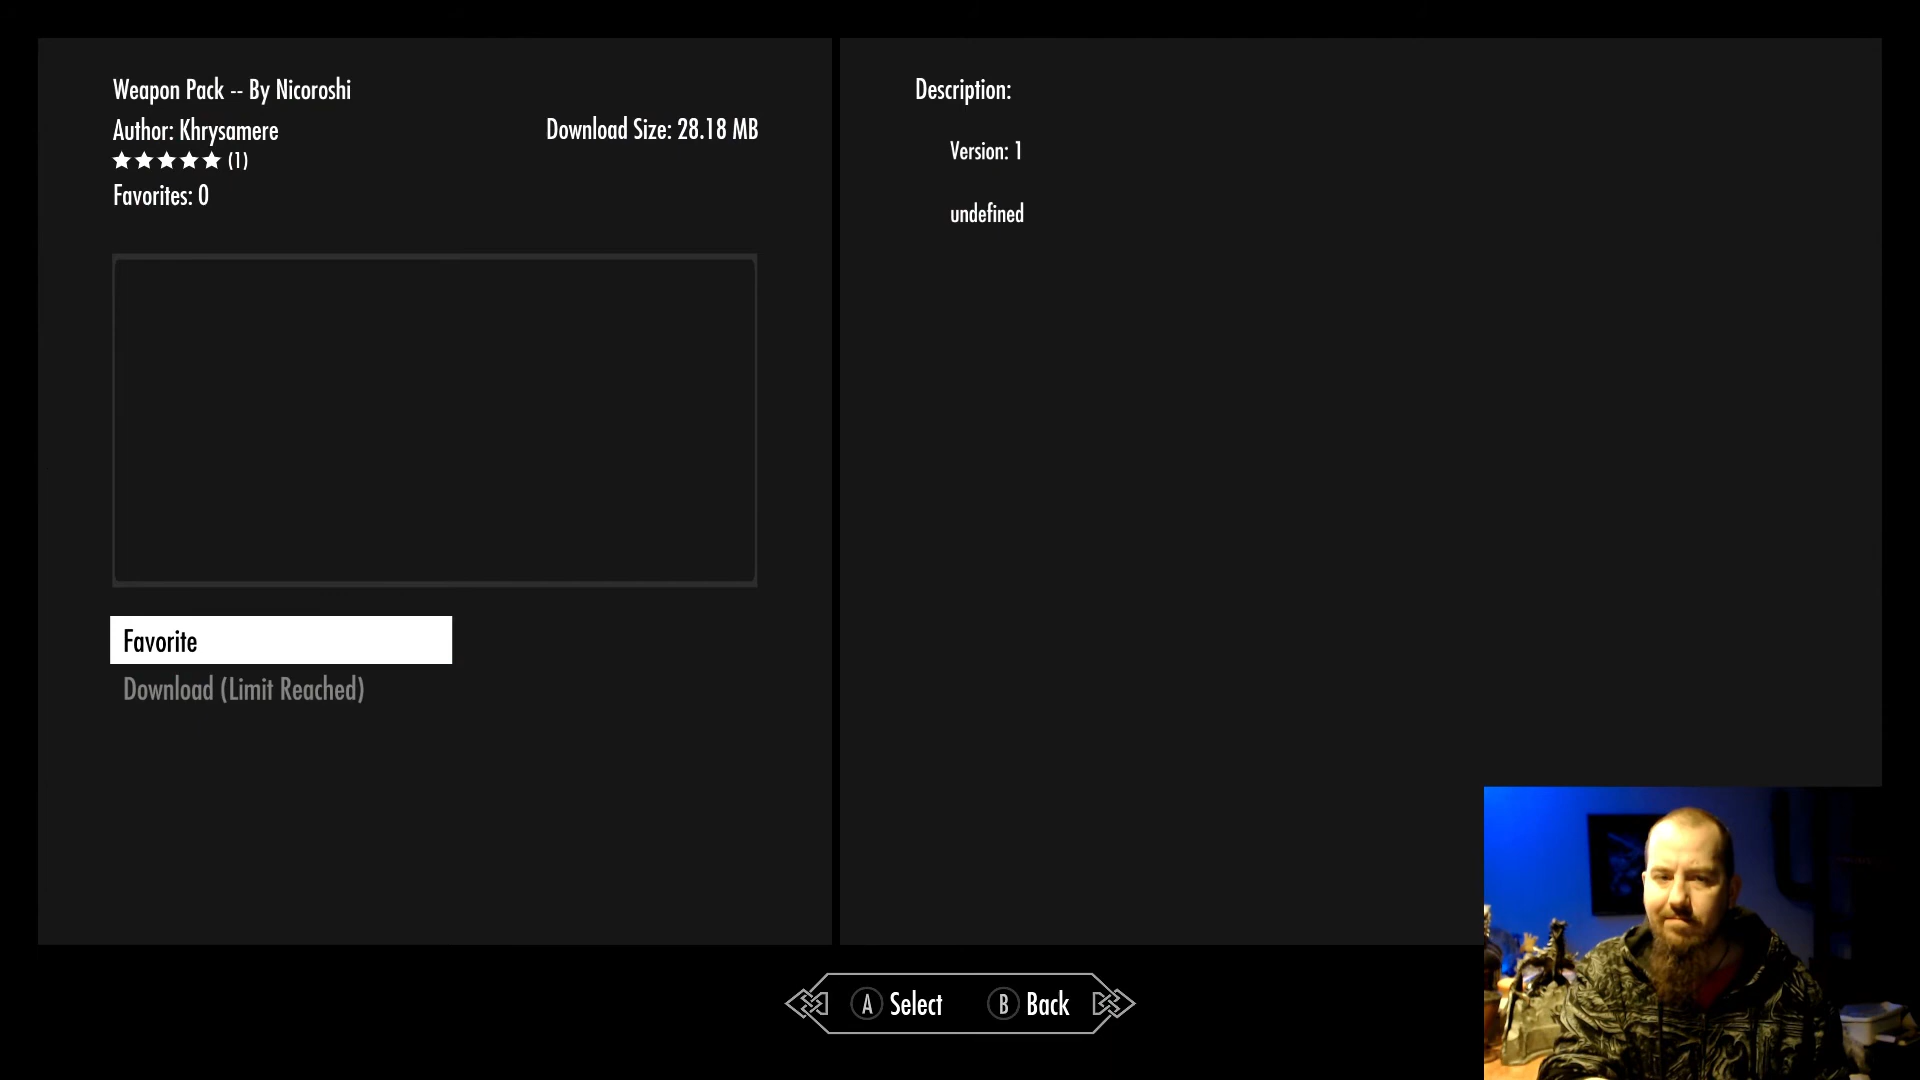 Weapon Pack -- By Nicoroshi
Author: Khrysamere
Download Size: 28.18 MB
★★★★★ (1)
Favorites: 0
Favorite
Download (Limit Reached)
Description:
Version: 1
undefined
A Select B Back